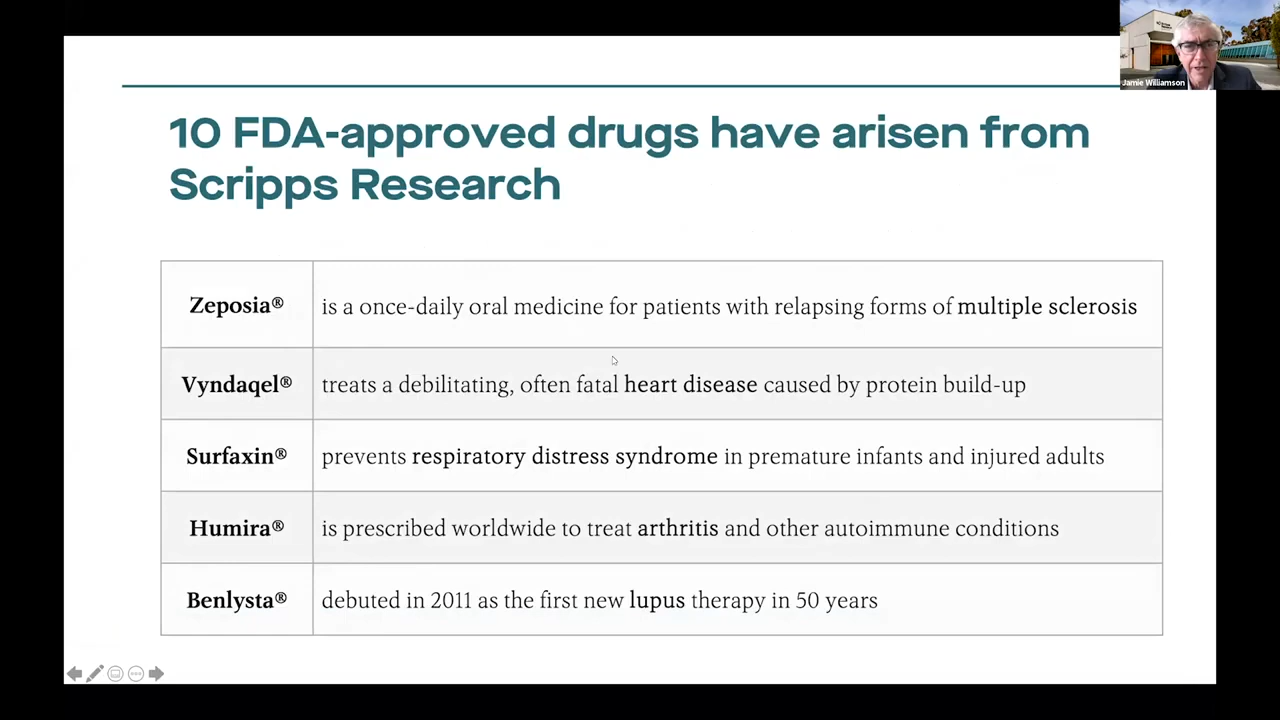 Jamie Williamson
10 FDA-approved drugs have arisen from
Scripps Research
Zeposia® is a once-daily oral medicine for patients with relapsing forms of multiple sclerosis
Vyndaqel® treats a debilitating, often fatal heart disease caused by protein build-up
Surfaxin® prevents respiratory distress syndrome in premature infants and injured adults
Humira® is prescribed worldwide to treat arthritis and other autoimmune conditions
Benlysta® debuted in 2011 as the first new lupus therapy in 50 years